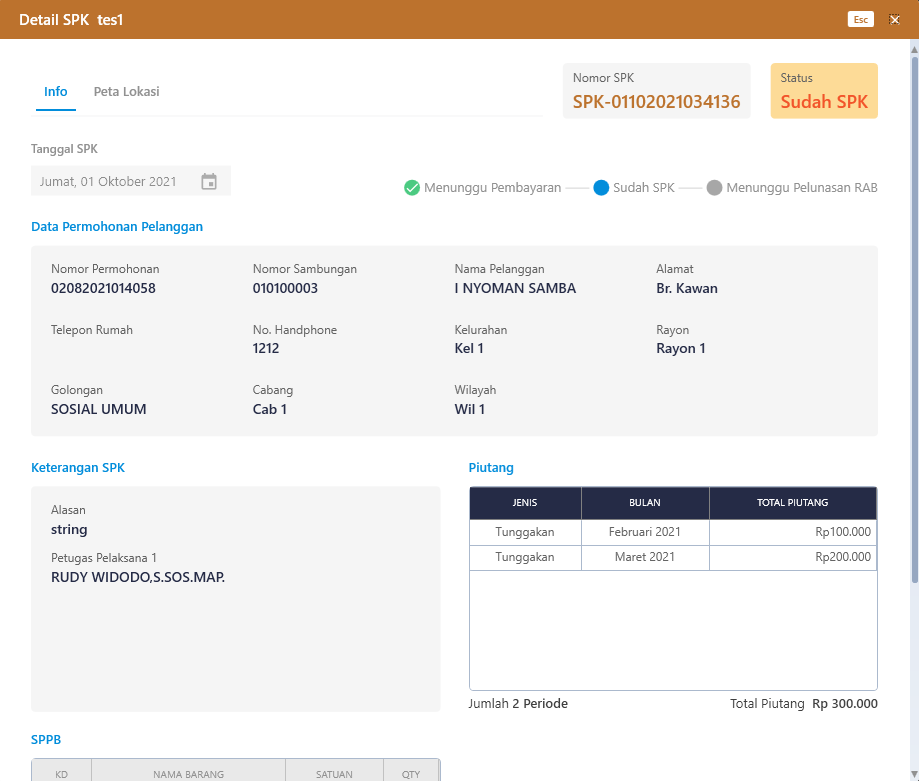 Detail SPK  tes1
Esc
Info
Peta Lokasi
Nomor SPK
SPK-01102021034136
Status
Sudah SPK
Tanggal SPK
Jumat, 01 Oktober 2021
Menunggu Pembayaran
Sudah SPK
Menunggu Pelunasan RAB
Data Permohonan Pelanggan
Nomor Permohonan
02082021014058
Nomor Sambungan
010100003
Nama Pelanggan
I NYOMAN SAMBA
Alamat
Br. Kawan
Telepon Rumah
No. Handphone
1212
Kelurahan
Kel 1
Rayon
Rayon 1
Golongan
SOSIAL UMUM
Cabang
Cab 1
Wilayah
Wil 1
Keterangan SPK
Alasan
string
Petugas Pelaksana 1
RUDY WIDODO,S.SOS.MAP.
Piutang
JENIS BULAN TOTAL PIUTANG
Tunggakan Februari 2021 Rp100.000
Tunggakan Maret 2021 Rp200.000
Jumlah 2 Periode
Total Piutang Rp 300.000
SPPB
KD NAMA BARANG SATUAN QTY